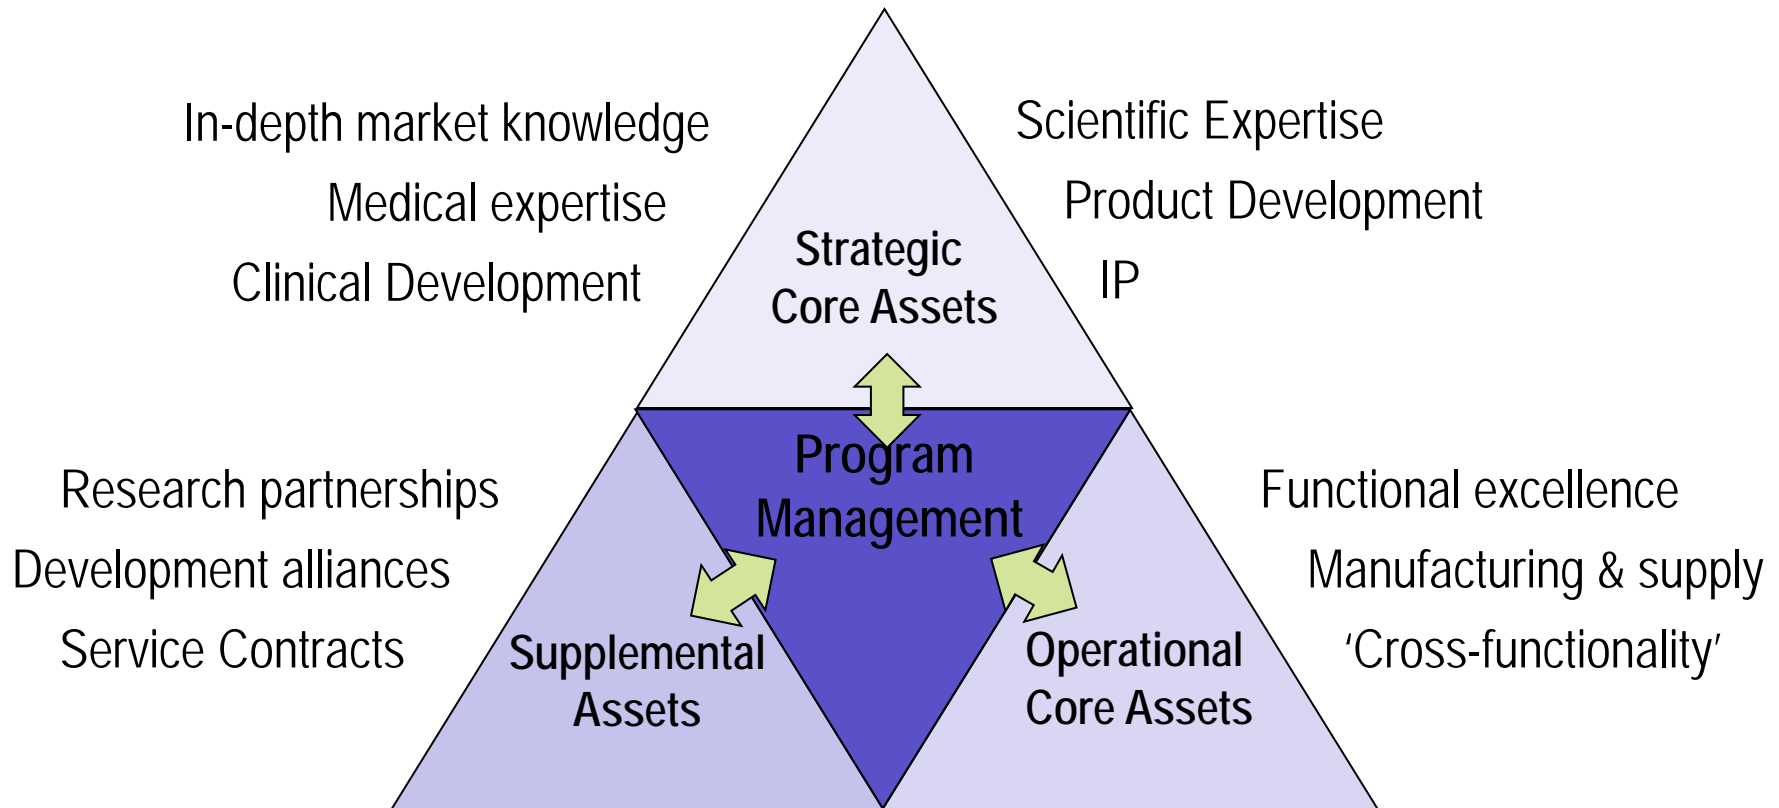 In-depth market knowledge
Medical expertise
Clinical Development
Scientific Expertise
Product Development
IP
Strategic
Core Assets
Program
Management
Research partnerships
Development alliances
Service Contracts
Supplemental
Assets
Operational
Core Assets
Functional excellence
Manufacturing & supply
‘Cross-functionality’